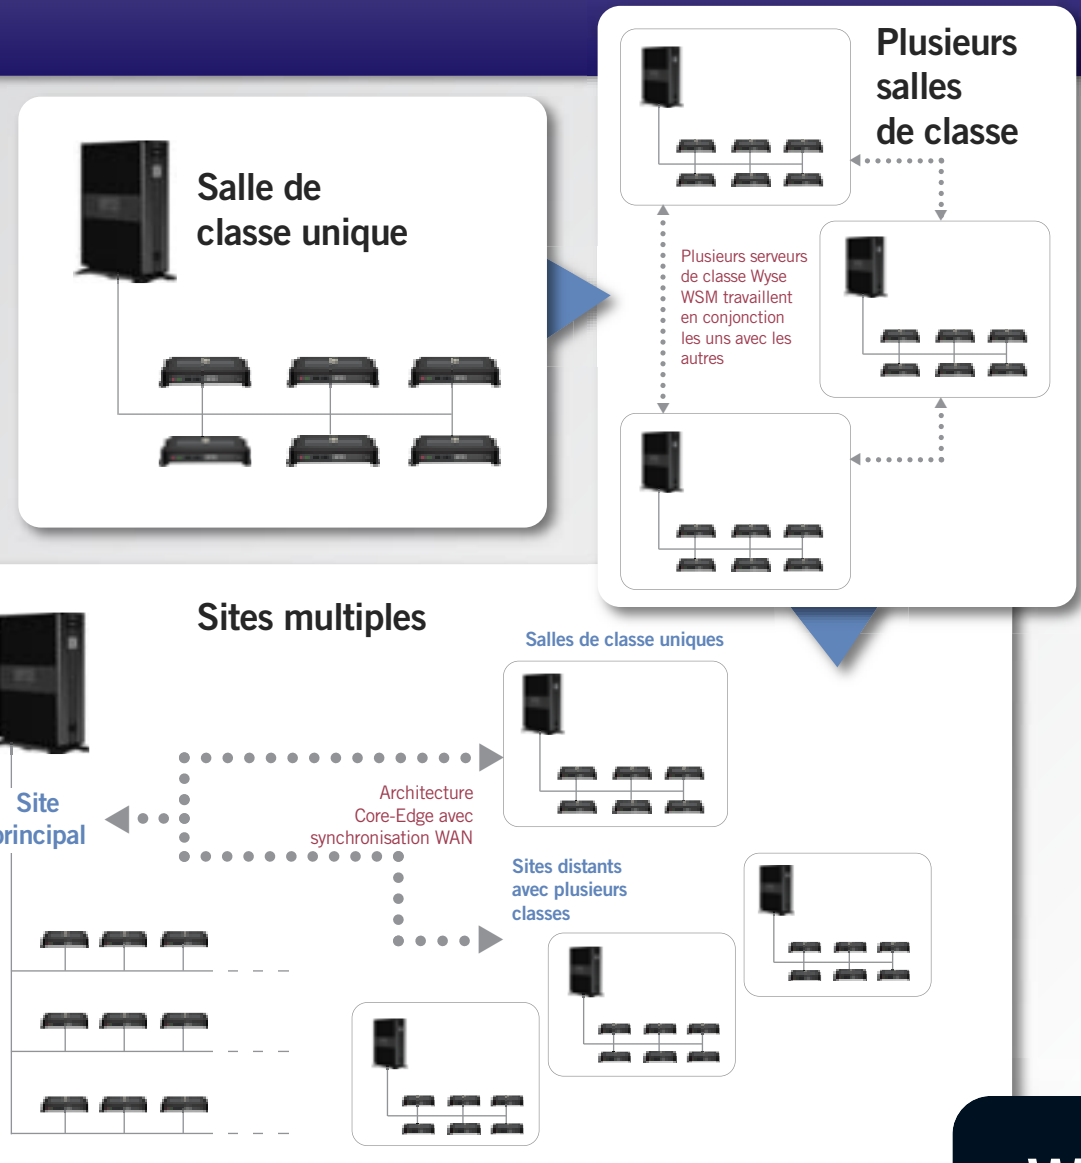 Salle de
classe unique
Plusieurs
salles
de classe
Plusieurs serveurs
de classe Wyse
WSM travaillent
en conjonction
les uns avec les
autres
Sites multiples
Salles de classe uniques
Site
principal
Architecture
Core-Edge avec
synchronisation WAN
Sites distants
avec plusieurs
classes